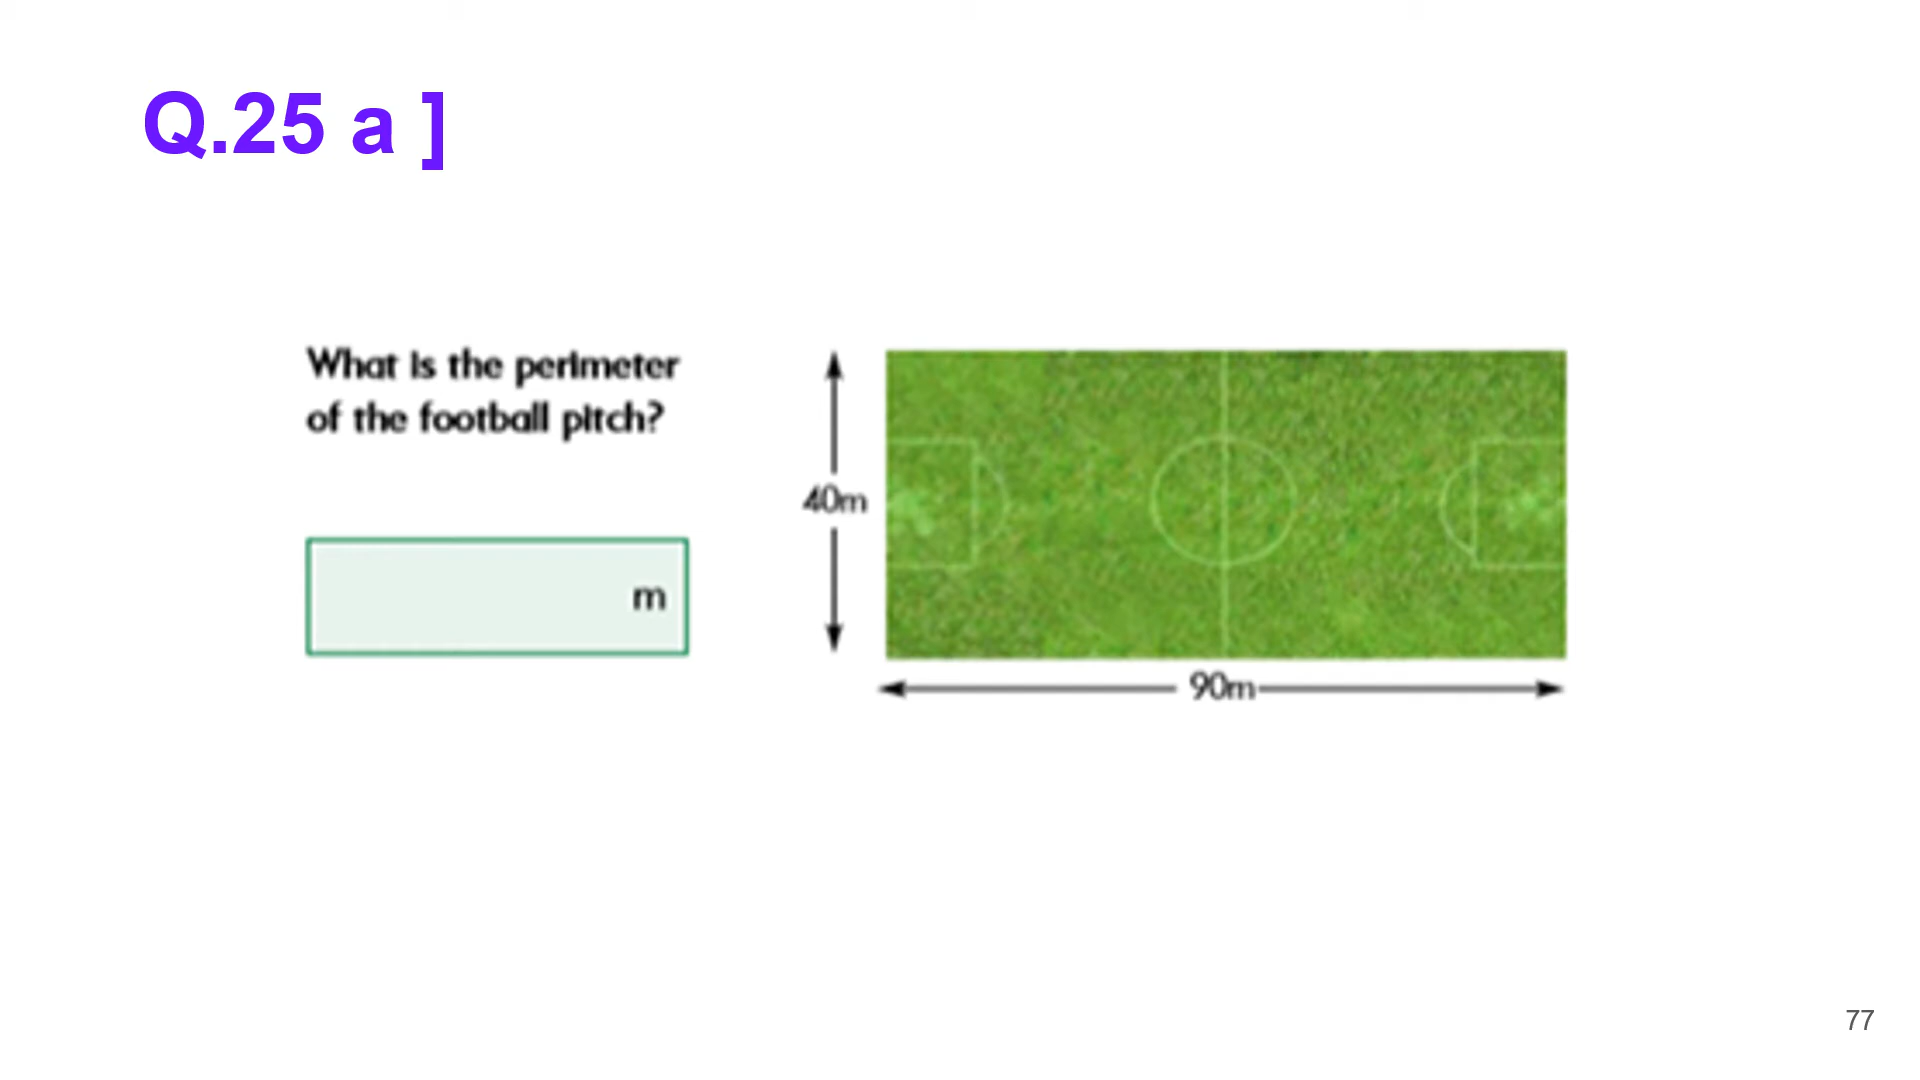 Q.25 a ]
What is the perimeter
of the football pitch?
40m
m
90m
77